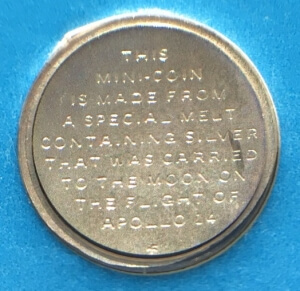 THIS
MINI-COIN
IS MADE FROM
A SPECIAL MELT
CONTAINING SILVER
THAT WAS CARRIED
TO THE MOON ON
THE FLIGHT OF
APOLLO 14